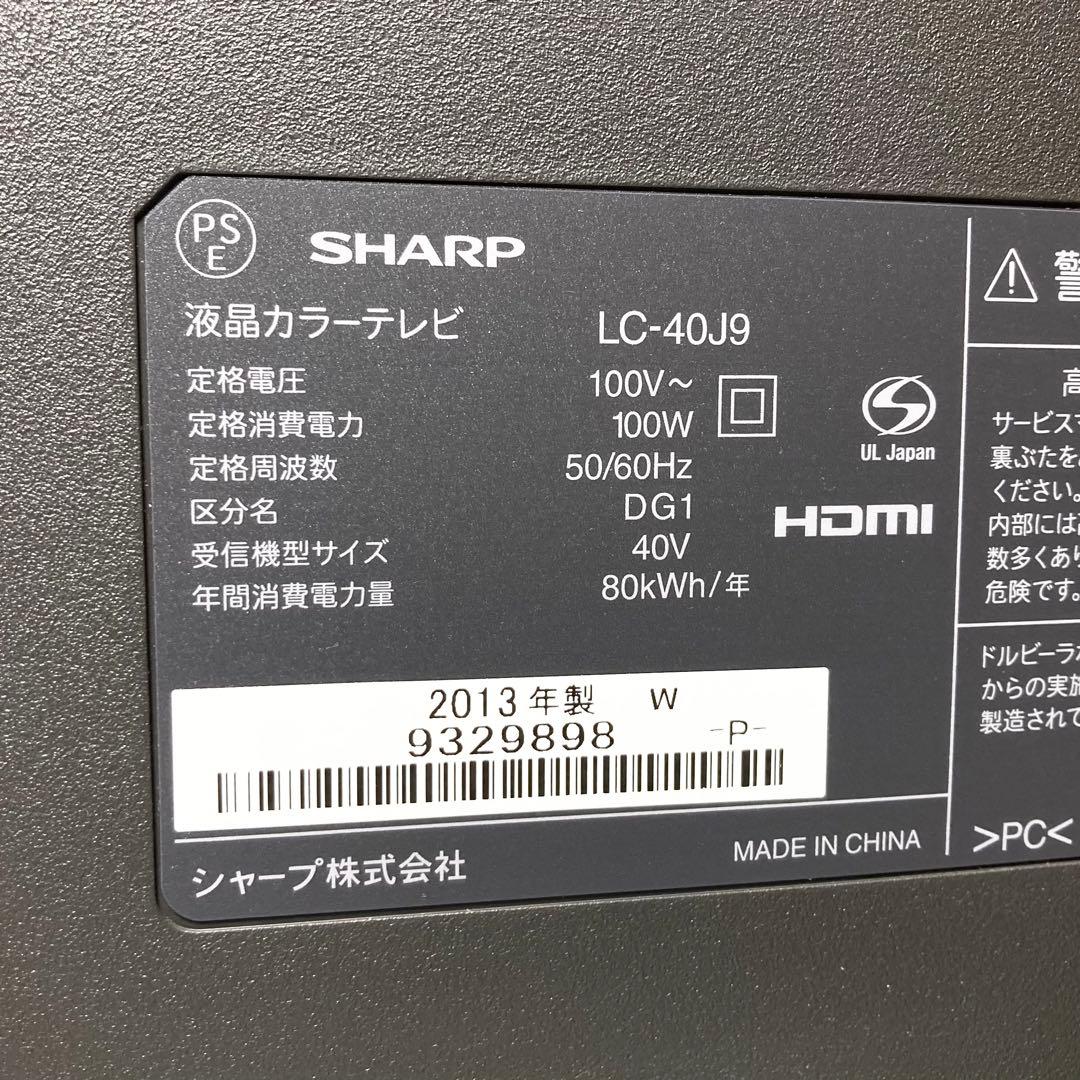 PS
E
SHARP
液晶カラーテレビ LC-40J9
定格電圧 100V～
定格消費電力 100W
定格周波数 50/60Hz
区分名 DG1
受信機型サイズ 40V
年間消費電力量 80kWh/年
UL Japan
HDMI
2013年製 W
9329898 -P-
シャープ株式会社
MADE IN CHINA
警
高
サービスマ
裏ぶたを
ください。
内部には
数多くあり
危険です。
ドルビーラ
からの実施
製造されて
>PC<